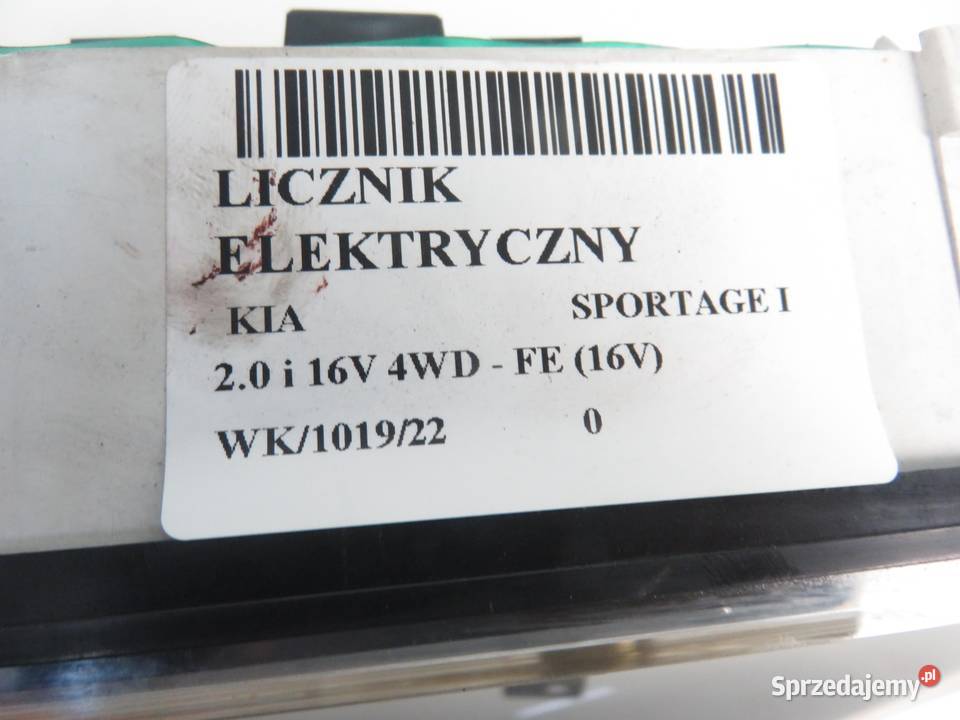 LICZNIK
ELEKTRYCZNY
KIA SPORTAGE I
2.0 i 16V 4WD - FE (16V)
WK/1019/22 0
Sprzedajemy.pl